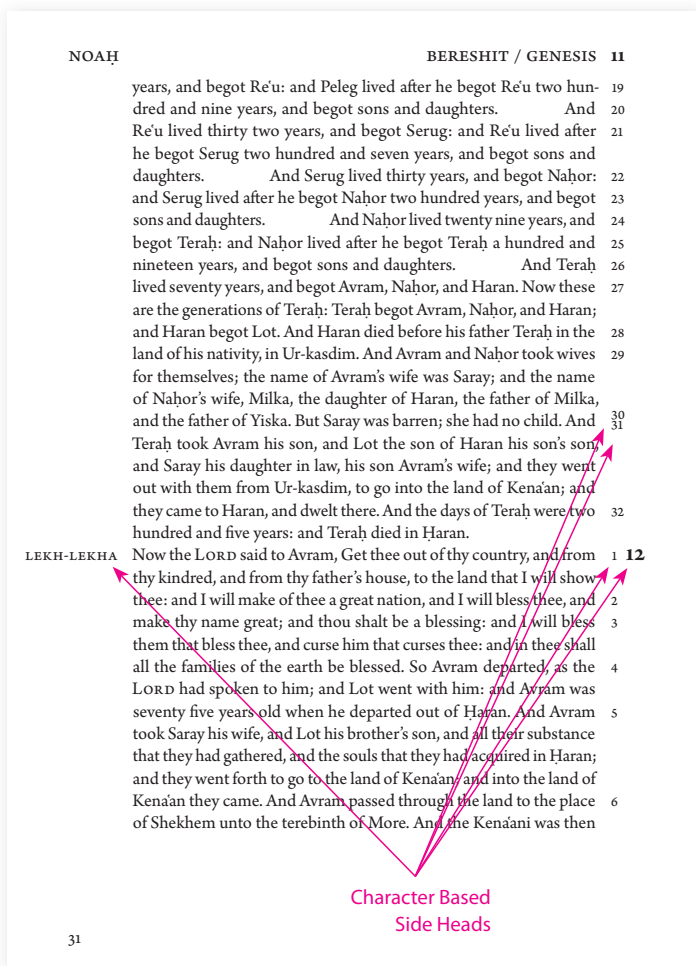 NOAḤ BERESHIT / GENESIS 11
years, and begot Re‘u: and Peleg lived after he begot Re‘u two hun- 19
dred and nine years, and begot sons and daughters. And 20
Re‘u lived thirty two years, and begot Serug: and Re‘u lived after 21
he begot Serug two hundred and seven years, and begot sons and
daughters. And Serug lived thirty years, and begot Naḥor: 22
and Serug lived after he begot Naḥor two hundred years, and begot 23
sons and daughters. And Naḥor lived twenty nine years, and 24
begot Teraḥ: and Naḥor lived after he begot Teraḥ a hundred and 25
nineteen years, and begot sons and daughters. And Teraḥ 26
lived seventy years, and begot Avram, Naḥor, and Haran. Now these 27
are the generations of Teraḥ: Teraḥ begot Avram, Naḥor, and Haran;
and Haran begot Lot. And Haran died before his father Teraḥ in the 28
land of his nativity, in Ur-kasdim. And Avram and Naḥor took wives 29
for themselves; the name of Avram’s wife was Saray; and the name
of Naḥor’s wife, Milka, the daughter of Haran, the father of Milka,
and the father of Yiska. But Saray was barren; she had no child. And 30
31
Teraḥ took Avram his son, and Lot the son of Haran his son’s son,
and Saray his daughter in law, his son Avram’s wife; and they went
out with them from Ur-kasdim, to go into the land of Kena‘an; and
they came to Haran, and dwelt there. And the days of Teraḥ were two 32
hundred and five years: and Teraḥ died in Ḥaran.
LEKH-LEKHA Now the LORD said to Avram, Get thee out of thy country, and from 1 12
thy kindred, and from thy father’s house, to the land that I will show
thee: and I will make of thee a great nation, and I will bless thee, and 2
make thy name great; and thou shalt be a blessing: and I will bless 3
them that bless thee, and curse him that curses thee: and in thee shall
all the families of the earth be blessed. So Avram departed, as the 4
LORD had spoken to him; and Lot went with him: and Avram was
seventy five years old when he departed out of Ḥaran. And Avram 5
took Saray his wife, and Lot his brother’s son, and all their substance
that they had gathered, and the souls that they had acquired in Ḥaran;
and they went forth to go to the land of Kena‘an; and into the land of
Kena‘an they came. And Avram passed through the land to the place 6
of Shekhem unto the terebinth of More. And the Kena‘ani was then
Character Based
Side Heads
31